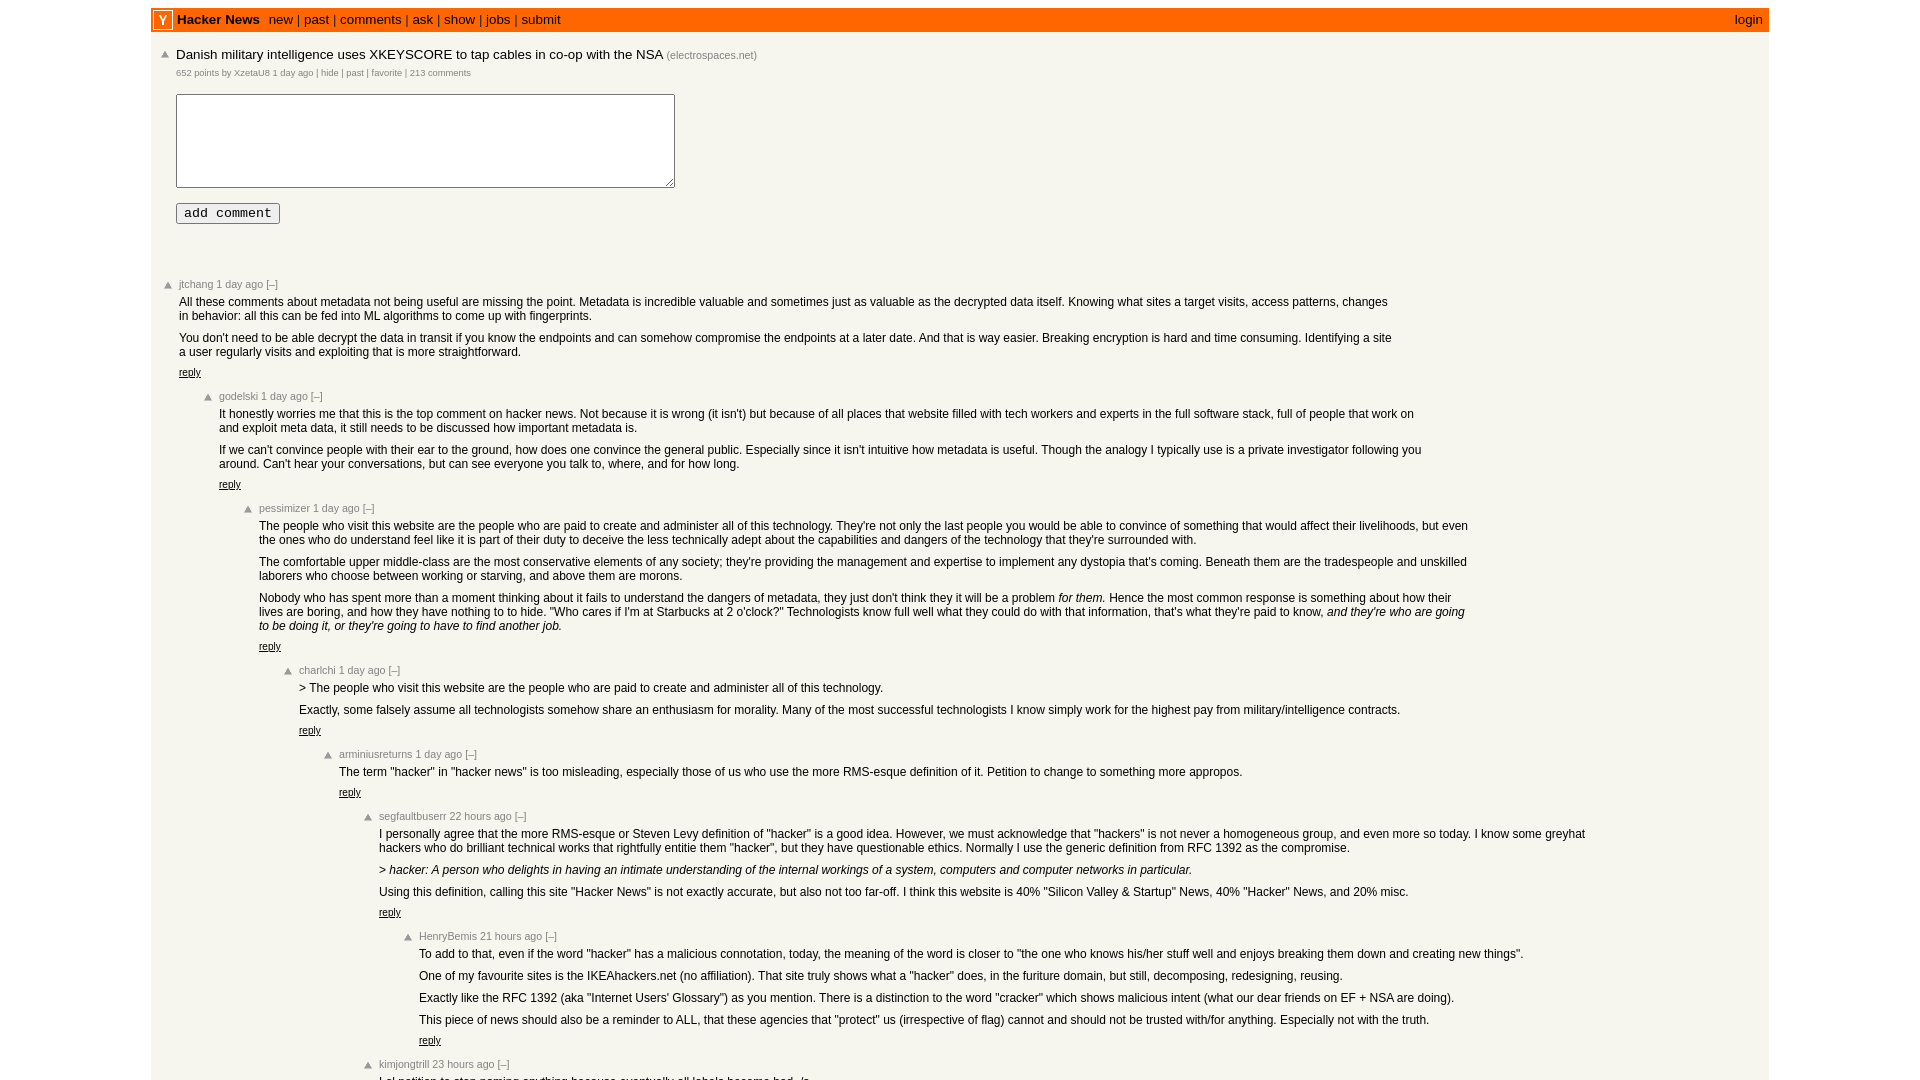 Y Hacker News new | past | comments | ask | show | jobs | submit login
Danish military intelligence uses XKEYSCORE to tap cables in co-op with the NSA (electrospaces.net)
652 points by XzetaU8 1 day ago | hide | past | favorite | 213 comments
add comment
jtchang 1 day ago [–]
All these comments about metadata not being useful are missing the point. Metadata is incredible valuable and sometimes just as valuable as the decrypted data itself. Knowing what sites a target visits, access patterns, changes
in behavior: all this can be fed into ML algorithms to come up with fingerprints.
You don't need to be able decrypt the data in transit if you know the endpoints and can somehow compromise the endpoints at a later date. And that is way easier. Breaking encryption is hard and time consuming. Identifying a site
a user regularly visits and exploiting that is more straightforward.
reply
godelski 1 day ago [–]
It honestly worries me that this is the top comment on hacker news. Not because it is wrong (it isn't) but because of all places that website filled with tech workers and experts in the full software stack, full of people that work on
and exploit meta data, it still needs to be discussed how important metadata is.
If we can't convince people with their ear to the ground, how does one convince the general public. Especially since it isn't intuitive how metadata is useful. Though the analogy I typically use is a private investigator following you
around. Can't hear your conversations, but can see everyone you talk to, where, and for how long.
reply
pessimizer 1 day ago [–]
The people who visit this website are the people who are paid to create and administer all of this technology. They're not only the last people you would be able to convince of something that would affect their livelihoods, but even
the ones who do understand feel like it is part of their duty to deceive the less technically adept about the capabilities and dangers of the technology that they're surrounded with.
The comfortable upper middle-class are the most conservative elements of any society; they're providing the management and expertise to implement any dystopia that's coming. Beneath them are the tradespeople and unskilled
laborers who choose between working or starving, and above them are morons.
Nobody who has spent more than a moment thinking about it fails to understand the dangers of metadata, they just don't think they it will be a problem for them. Hence the most common response is something about how their
lives are boring, and how they have nothing to to hide. "Who cares if I'm at Starbucks at 2 o'clock?" Technologists know full well what they could do with that information, that's what they're paid to know, and they're who are going
to be doing it, or they're going to have to find another job.
reply
charlchi 1 day ago [–]
> The people who visit this website are the people who are paid to create and administer all of this technology.
Exactly, some falsely assume all technologists somehow share an enthusiasm for morality. Many of the most successful technologists I know simply work for the highest pay from military/intelligence contracts.
reply
arminiusreturns 1 day ago [–]
The term "hacker" in "hacker news" is too misleading, especially those of us who use the more RMS-esque definition of it. Petition to change to something more appropos.
reply
segfaultbuserr 22 hours ago [–]
I personally agree that the more RMS-esque or Steven Levy definition of "hacker" is a good idea. However, we must acknowledge that "hackers" is not never a homogeneous group, and even more so today. I know some greyhat
hackers who do brilliant technical works that rightfully entitie them "hacker", but they have questionable ethics. Normally I use the generic definition from RFC 1392 as the compromise.
> hacker: A person who delights in having an intimate understanding of the internal workings of a system, computers and computer networks in particular.
Using this definition, calling this site "Hacker News" is not exactly accurate, but also not too far-off. I think this website is 40% "Silicon Valley & Startup" News, 40% "Hacker" News, and 20% misc.
reply
HenryBemis 21 hours ago [–]
To add to that, even if the word "hacker" has a malicious connotation, today, the meaning of the word is closer to "the one who knows his/her stuff well and enjoys breaking them down and creating new things".
One of my favourite sites is the IKEAhackers.net (no affiliation). That site truly shows what a "hacker" does, in the furiture domain, but still, decomposing, redesigning, reusing.
Exactly like the RFC 1392 (aka "Internet Users' Glossary") as you mention. There is a distinction to the word "cracker" which shows malicious intent (what our dear friends on EF + NSA are doing).
This piece of news should also be a reminder to ALL, that these agencies that "protect" us (irrespective of flag) cannot and should not be trusted with/for anything. Especially not with the truth.
reply
kimjongtrill 23 hours ago [–]